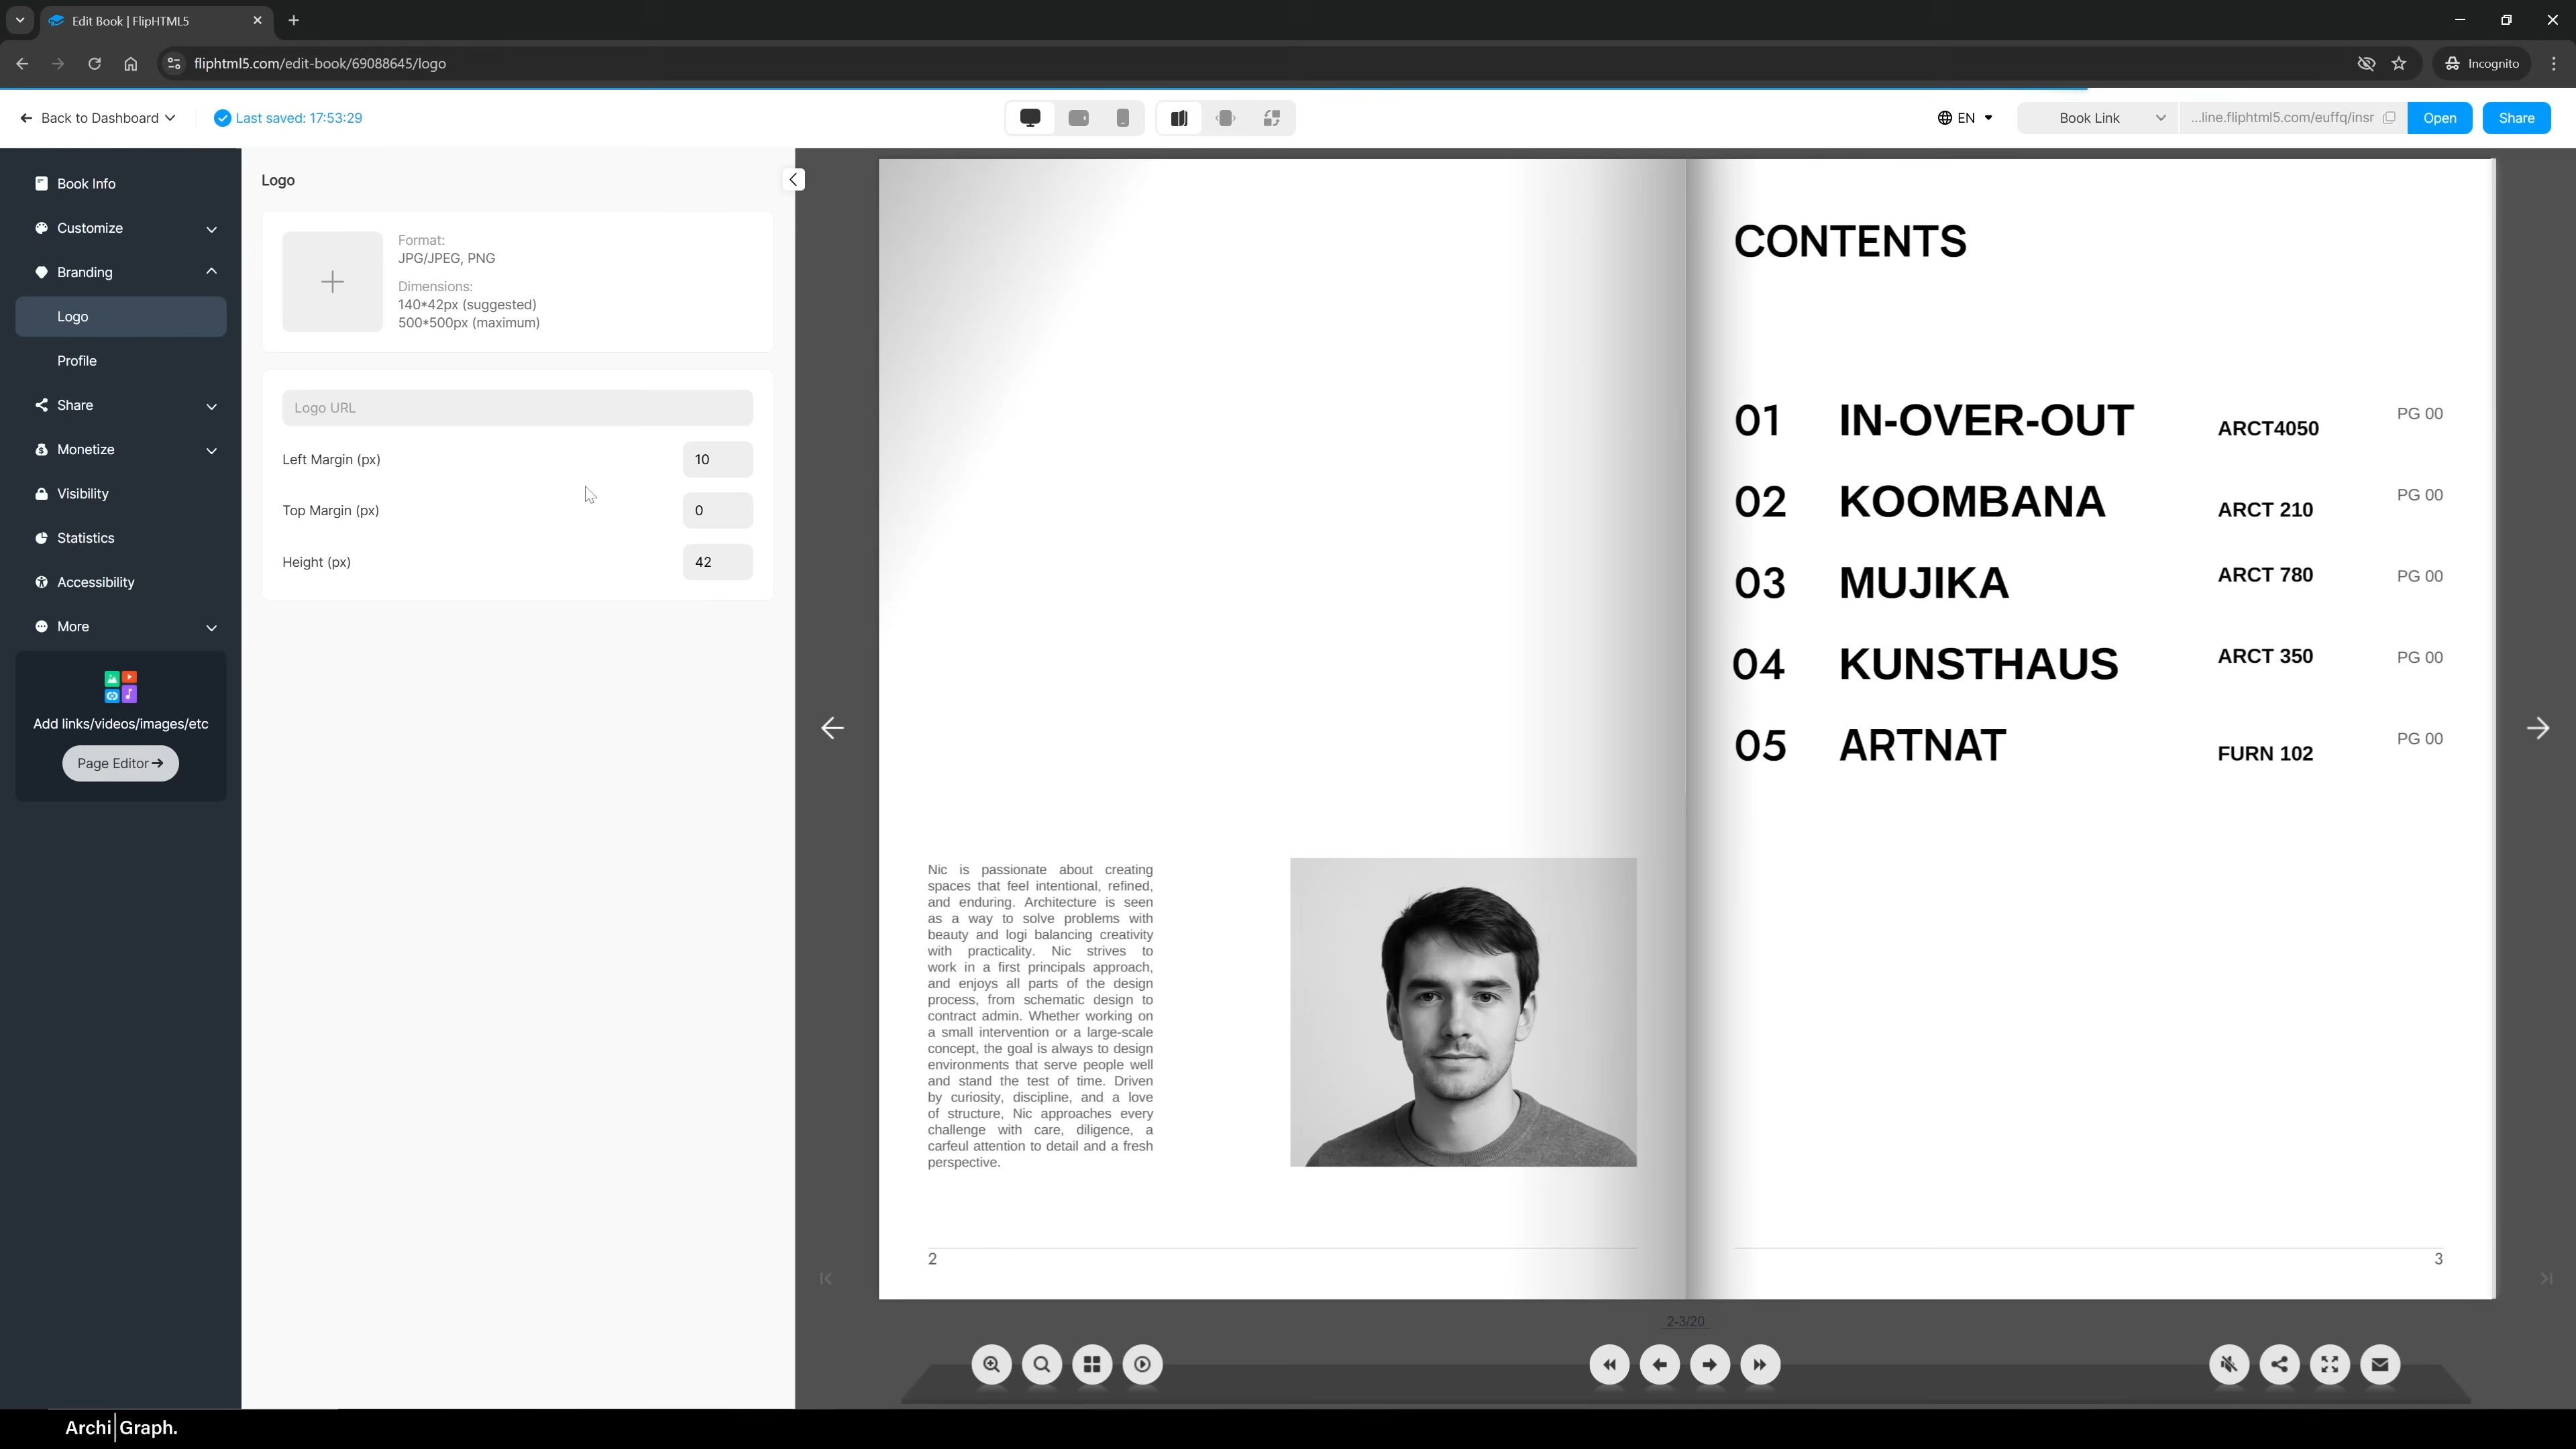 Edit Book | FlipHTML5
fliphtml5.com/edit-book/69088645/logo
Incognito
Back to Dashboard
Last saved: 17:53:29
EN
Book Link
...line.fliphtml5.com/euffq/insr
Open
Share
Book Info
Customize
Branding
Logo
Profile
Share
Monetize
Visibility
Statistics
Accessibility
More
Add links/videos/images/etc
Page Editor
Logo
Format:
JPG/JPEG, PNG
Dimensions:
140*42px (suggested)
500*500px (maximum)
Logo URL
Left Margin (px) 10
Top Margin (px) 0
Height (px) 42
Nic is passionate about creating
spaces that feel intentional, refined,
and enduring. Architecture is seen
as a way to solve problems with
beauty and logi balancing creativity
with practicality. Nic strives to
work in a first principals approach,
and enjoys all parts of the design
process, from schematic design to
contract admin. Whether working on
a small intervention or a large-scale
concept, the goal is always to design
environments that serve people well
and stand the test of time. Driven
by curiosity, discipline, and a love
of structure, Nic approaches every
challenge with care, diligence, a
carfeul attention to detail and a fresh
perspective.
2
CONTENTS
01 IN-OVER-OUT ARCT4050 PG 00
02 KOOMBANA ARCT 210 PG 00
03 MUJIKA ARCT 780 PG 00
04 KUNSTHAUS ARCT 350 PG 00
05 ARTNAT FURN 102 PG 00
3
2-3/20
Archi|Graph.